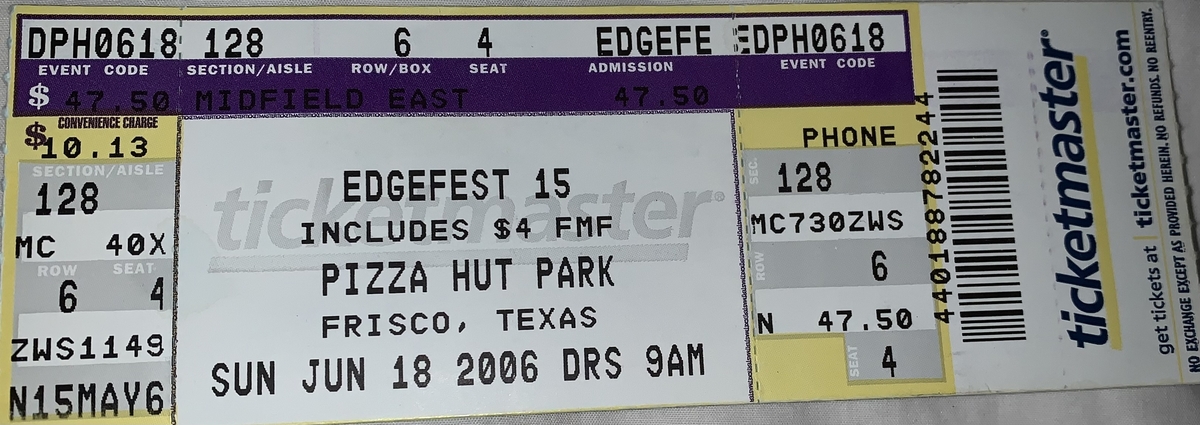 DPH0618 128 6 4 EDGEFE EDPH0618
EVENT CODE SECTION/AISLE ROW/BOX SEAT ADMISSION EVENT CODE
$ 47.50 MIDFIELD EAST 47.50
$ CONVENIENCE CHARGE
10.13
SECTION/AISLE
128
MC 40X
ROW SEAT
6 4
ZWS1149
N15MAY6
ticketmaster®
EDGEFEST 15
INCLUDES $4 FMF
PIZZA HUT PARK
FRISCO, TEXAS
SUN JUN 18 2006 DRS 9AM
PHONE
SEC. 128
MC730ZWS
ROW 6
N 47.50
SEAT 4
4401888782244
ticketmaster®
get tickets at | ticketmaster.com
NO EXCHANGE EXCEPT AS PROVIDED HEREIN. NO REFUNDS. NO REENTRY.